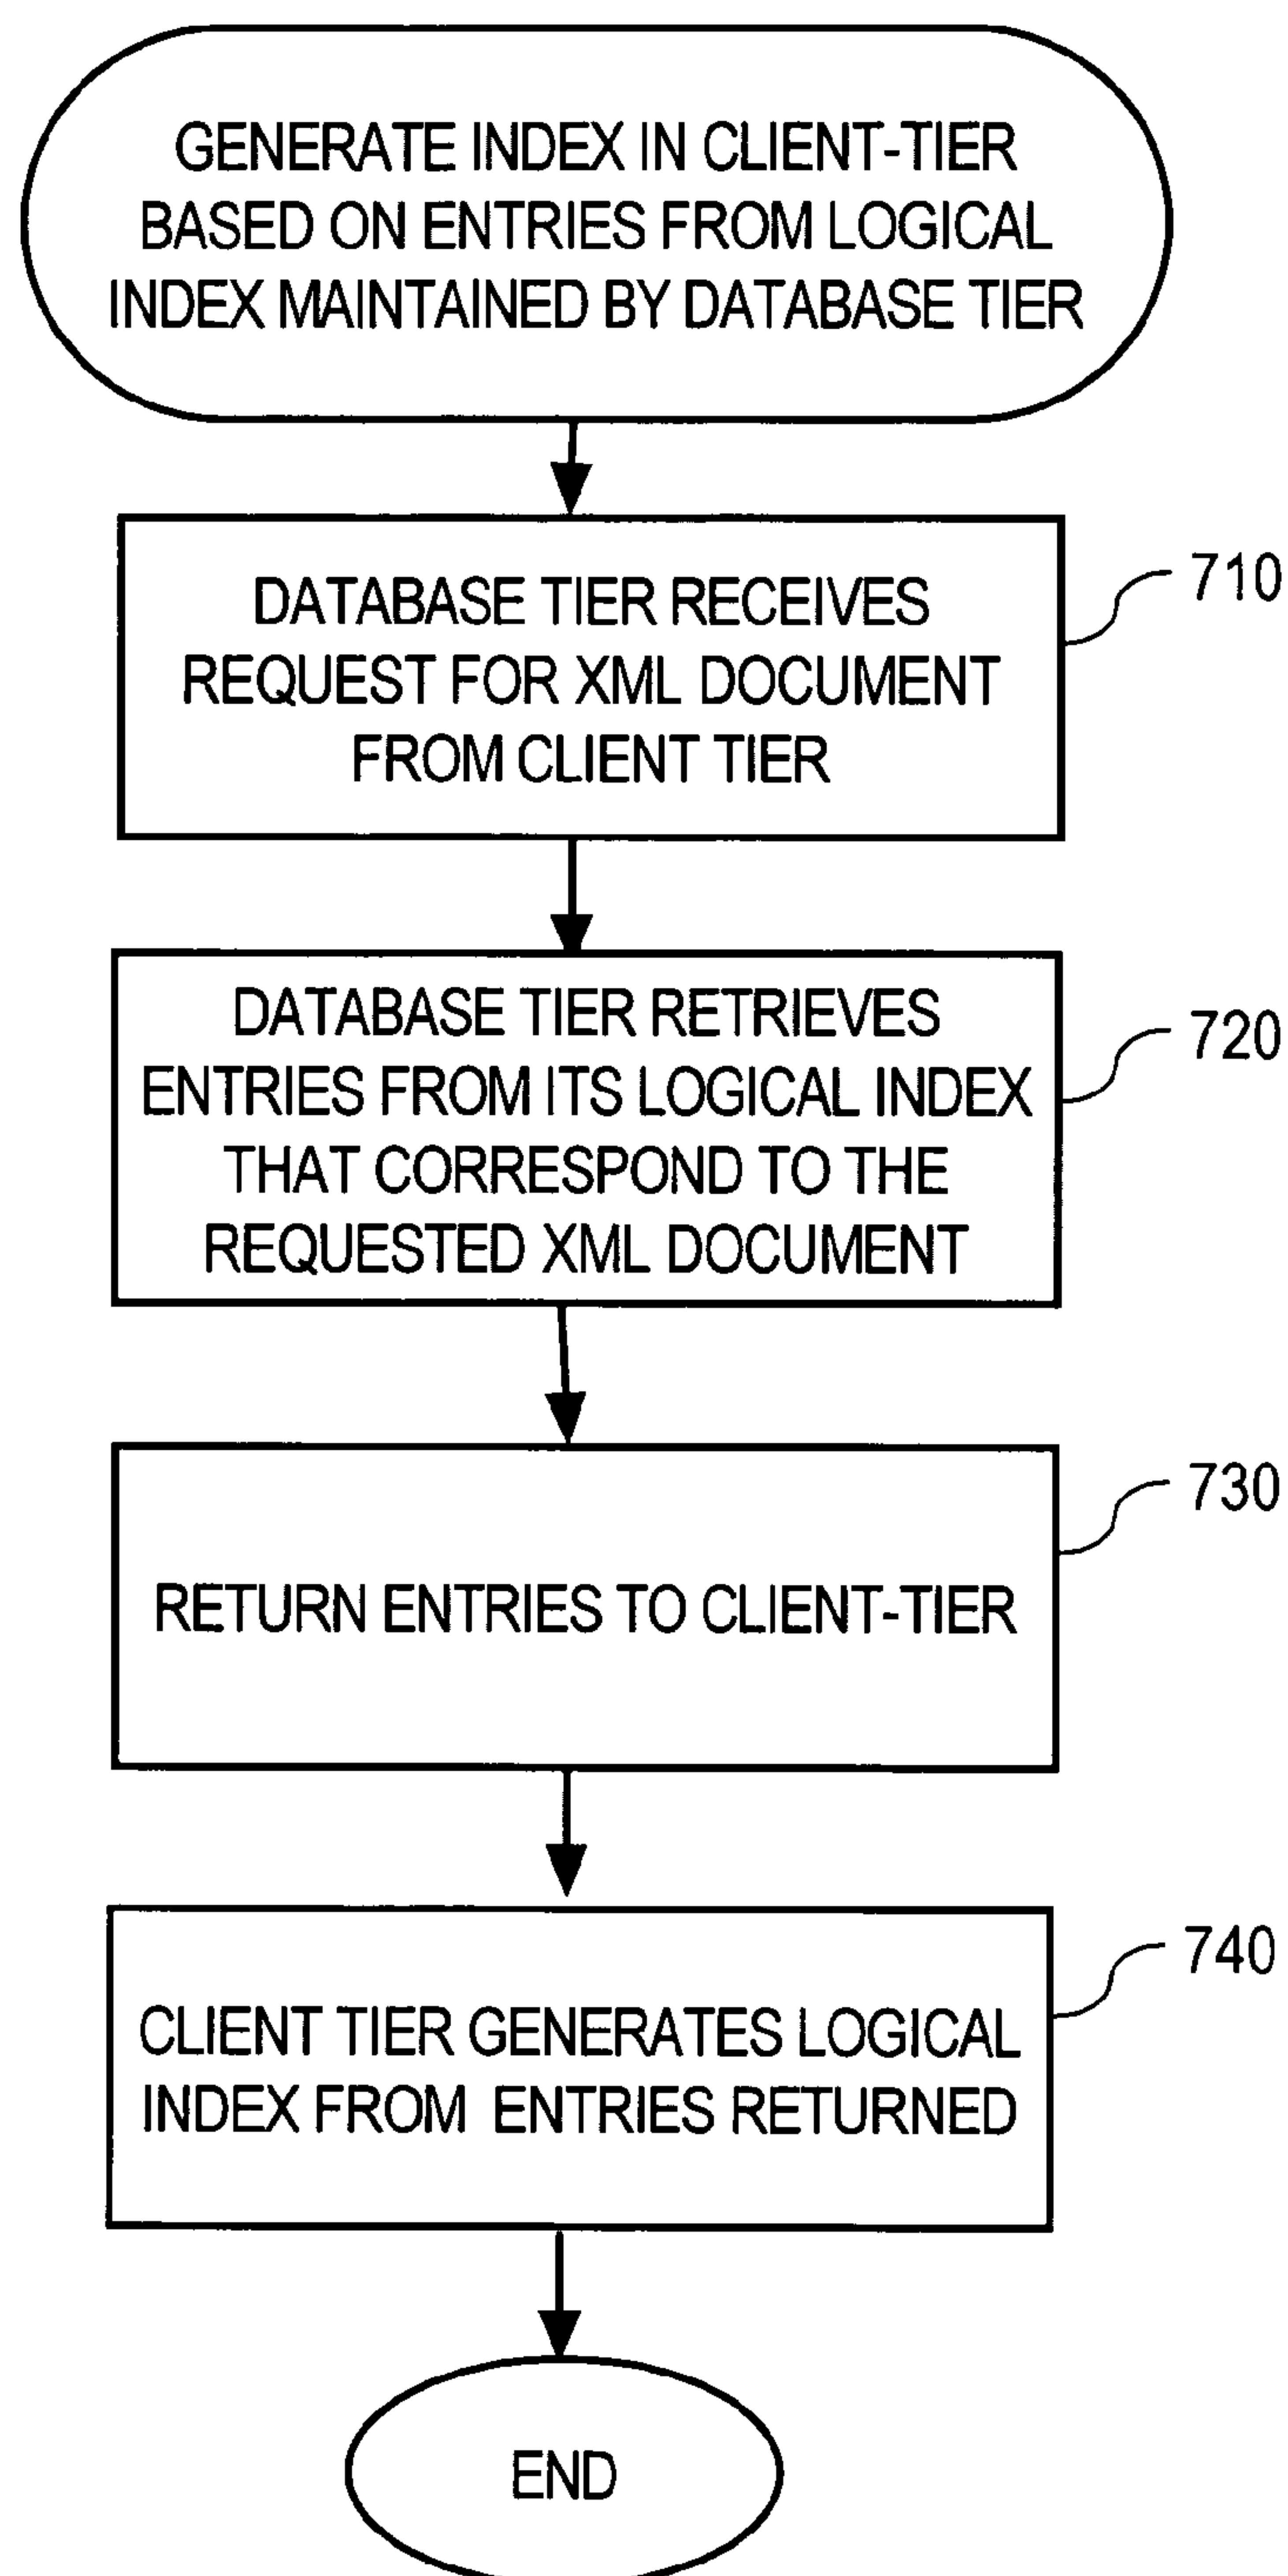 GENERATE INDEX IN CLIENT-TIER
BASED ON ENTRIES FROM LOGICAL
INDEX MAINTAINED BY DATABASE TIER
DATABASE TIER RECEIVES
REQUEST FOR XML DOCUMENT
FROM CLIENT TIER
710
DATABASE TIER RETRIEVES
ENTRIES FROM ITS LOGICAL INDEX
THAT CORRESPOND TO THE
REQUESTED XML DOCUMENT
720
RETURN ENTRIES TO CLIENT-TIER
730
CLIENT TIER GENERATES LOGICAL
INDEX FROM ENTRIES RETURNED
740
END